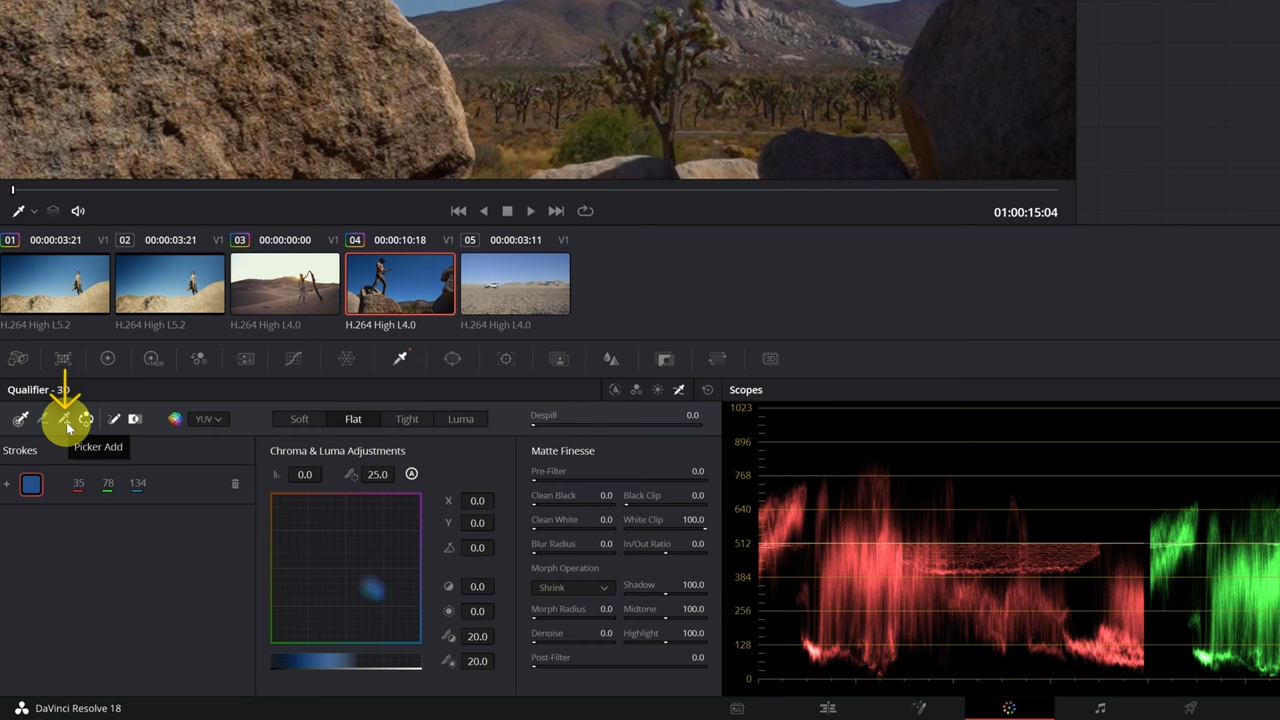 01:00:15:04
01 00:00:03:21 V1 02 00:00:03:21 V1 03 00:00:00:00 V1 04 00:00:10:18 V1 05 00:00:03:11 V1
H.264 High L5.2 H.264 High L5.2 H.264 High L4.0 H.264 High L4.0 H.264 High L4.0
HDR
3D
Qualifier - 3D
Scopes
YUV
Soft Flat Tight Luma
Despill 0.0
Picker Add
Strokes
35 78 134
Chroma & Luma Adjustments
0.0 25.0 A
X 0.0
Y 0.0
0.0
0.0
0.0
20.0
20.0
Matte Finesse
Pre-Filter 0.0
Clean Black 0.0 Black Clip 0.0
Clean White 0.0 White Clip 100.0
Blur Radius 0.0 In/Out Ratio 0.0
Morph Operation
Shrink Shadow 100.0
Morph Radius 0.0 Midtone 100.0
Denoise 0.0 Highlight 100.0
Post-Filter 0.0
1023
896
768
640
512
384
256
128
0
DaVinci Resolve 18